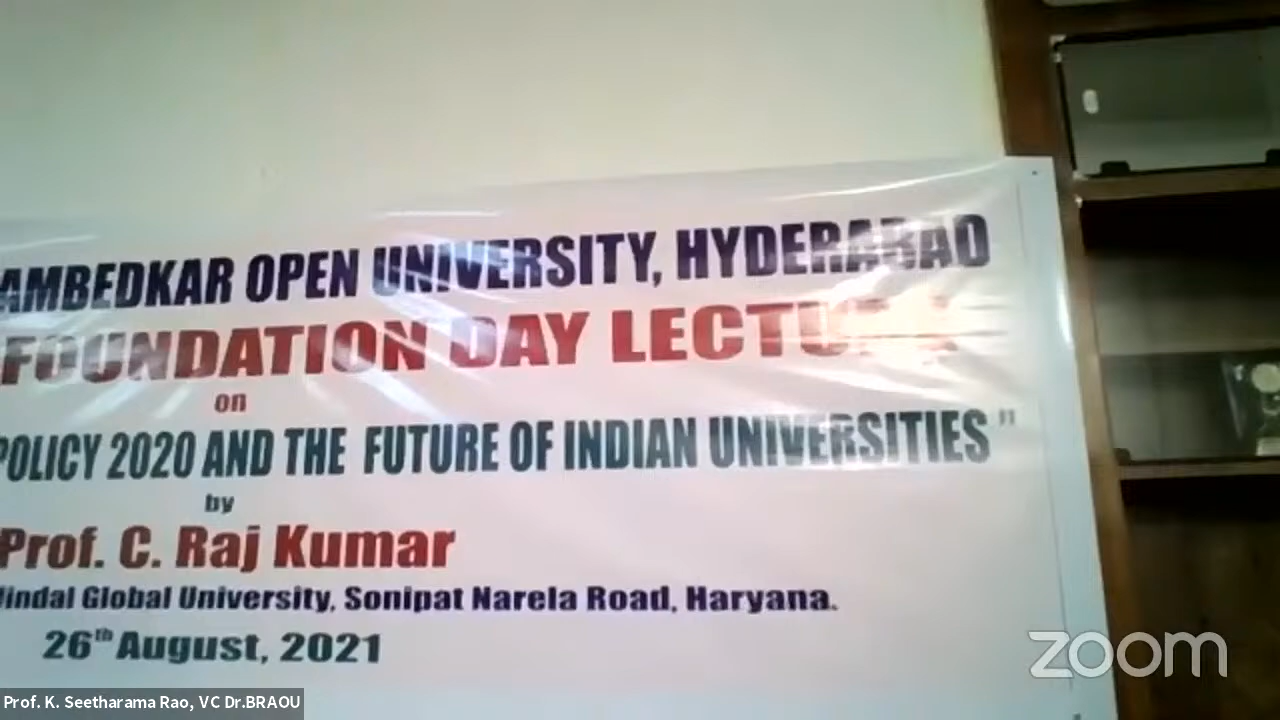 AMBEDKAR OPEN UNIVERSITY, HYDERABAD
FOUNDATION DAY LECTURE
on
POLICY 2020 AND THE FUTURE OF INDIAN UNIVERSITIES "
by
Prof. C. Raj Kumar
Jindal Global University, Sonipat Narela Road, Haryana.
26th August, 2021
zoom
Prof. K. Seetharama Rao, VC Dr.BRAOU